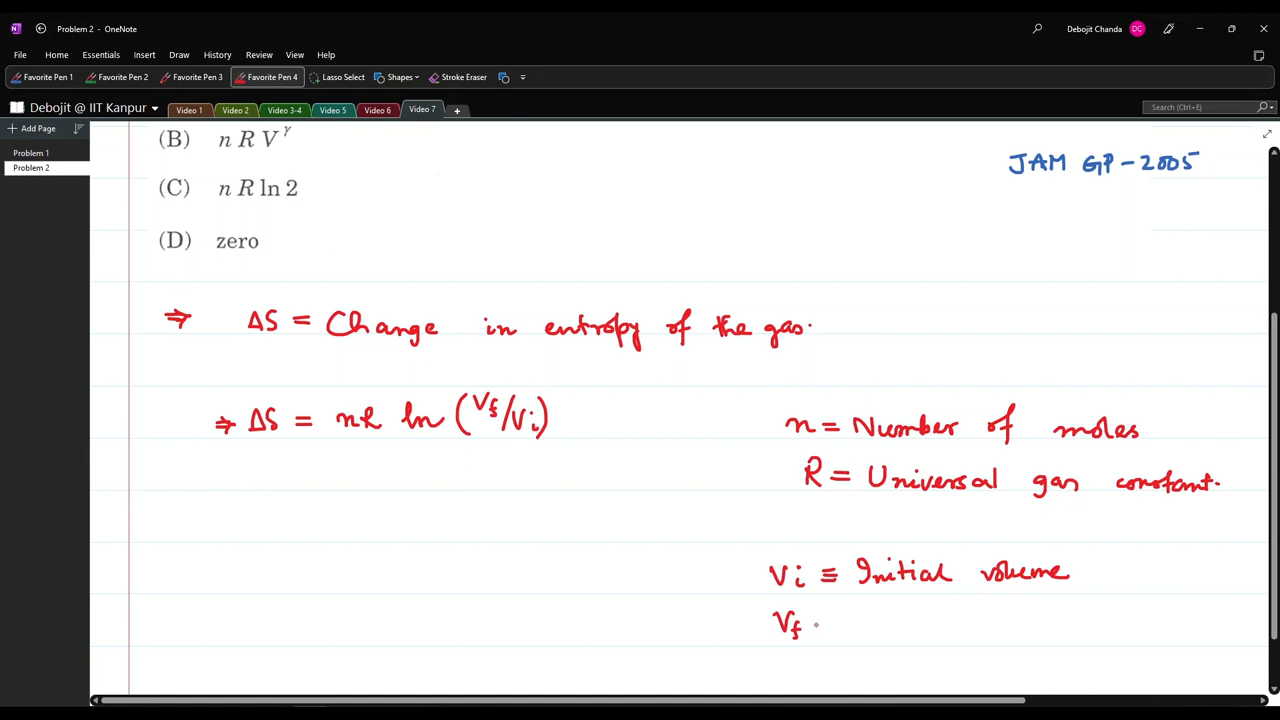 Problem 2 - OneNote
Debojit Chanda DC
File Home Essentials Insert Draw History Review View Help
Favorite Pen 1 Favorite Pen 2 Favorite Pen 3 Favorite Pen 4 Lasso Select Shapes Stroke Eraser
Debojit @ IIT Kanpur Video 1 Video 2 Video 3-4 Video 5 Video 6 Video 7 + Search (Ctrl+E)
+ Add Page
Problem 1
Problem 2
(B) n R V^γ
JAM GP-2005
(C) n R ln 2
(D) zero
⇒ ΔS = Change in entropy of the gas.
⇒ ΔS = nR ln (Vf/Vi)
n = Number of moles
R = Universal gas constant.
Vi ≡ Initial volume
Vf